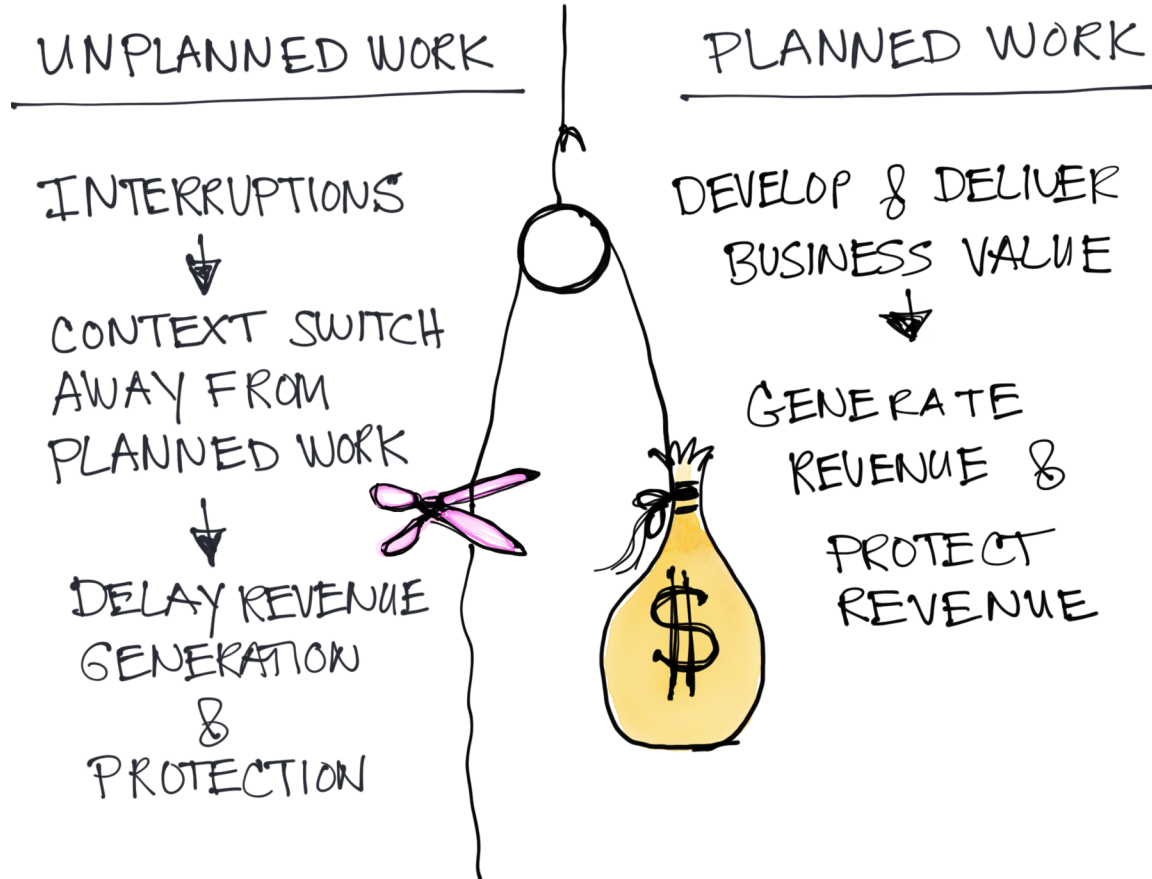 UNPLANNED WORK
INTERRUPTIONS
CONTEXT SWITCH
AWAY FROM
PLANNED WORK
DELAY REVENUE
GENERATION
&
PROTECTION
PLANNED WORK
DEVELOP & DELIVER
BUSINESS VALUE
GENERATE
REVENUE &
PROTECT
REVENUE
$